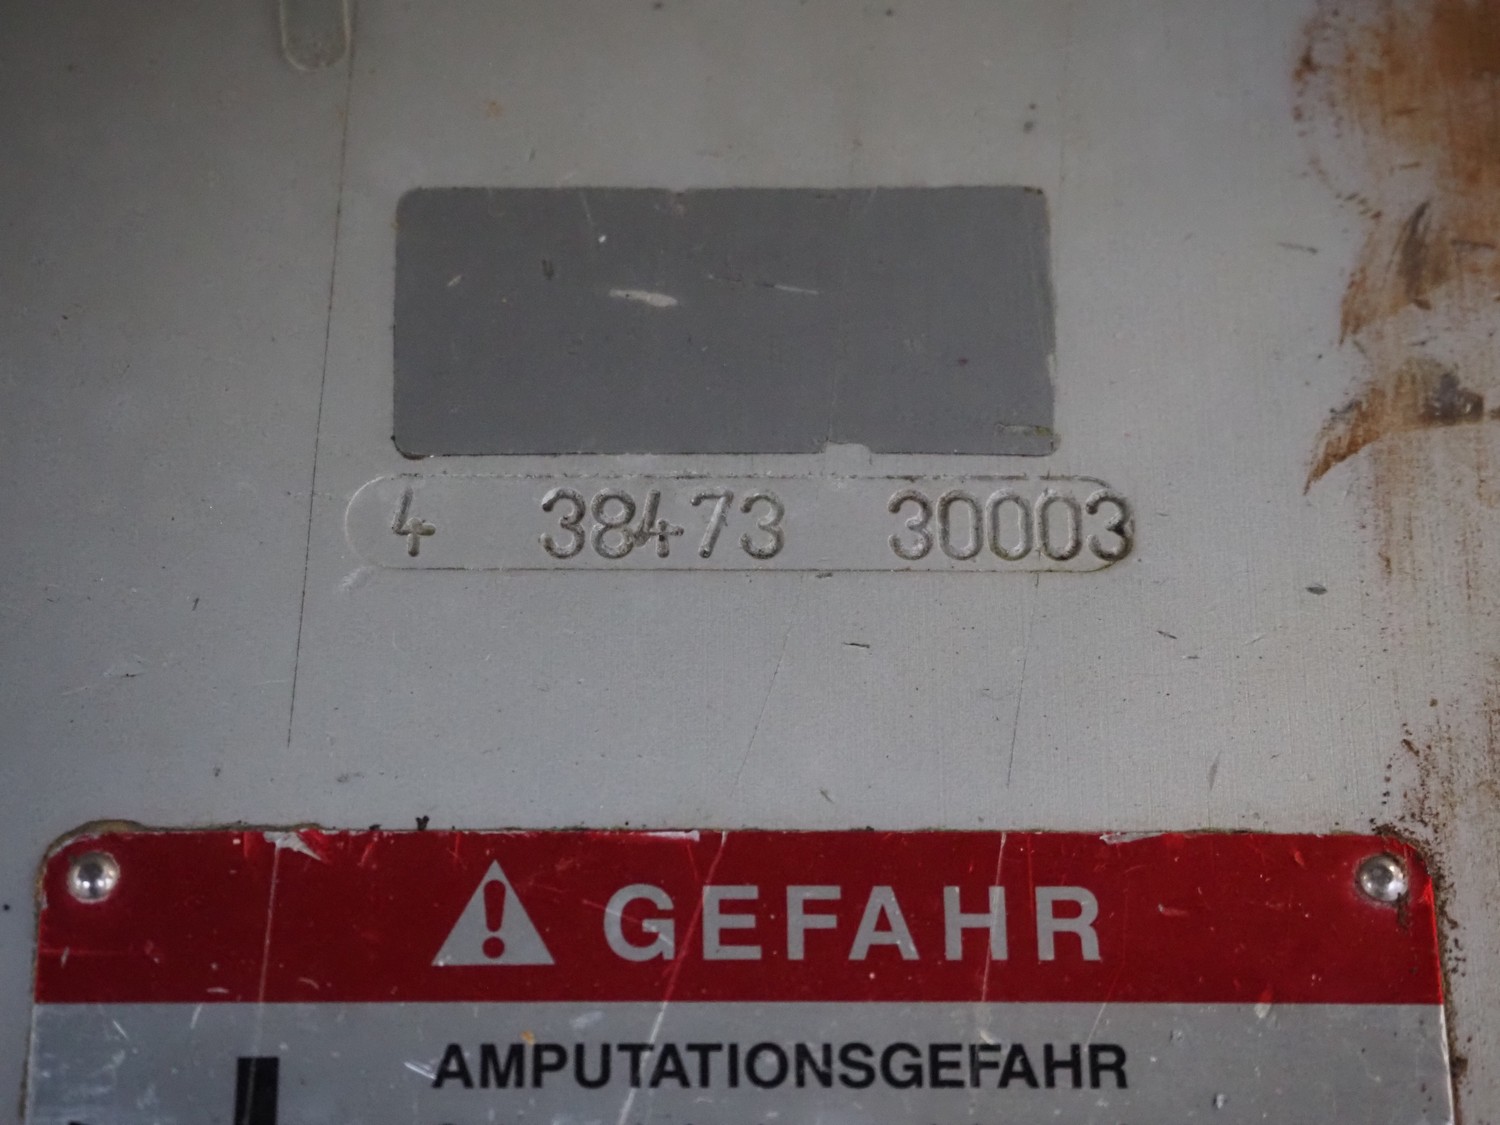 4 38473 30003
GEFAHR
AMPUTATIONSGEFAHR